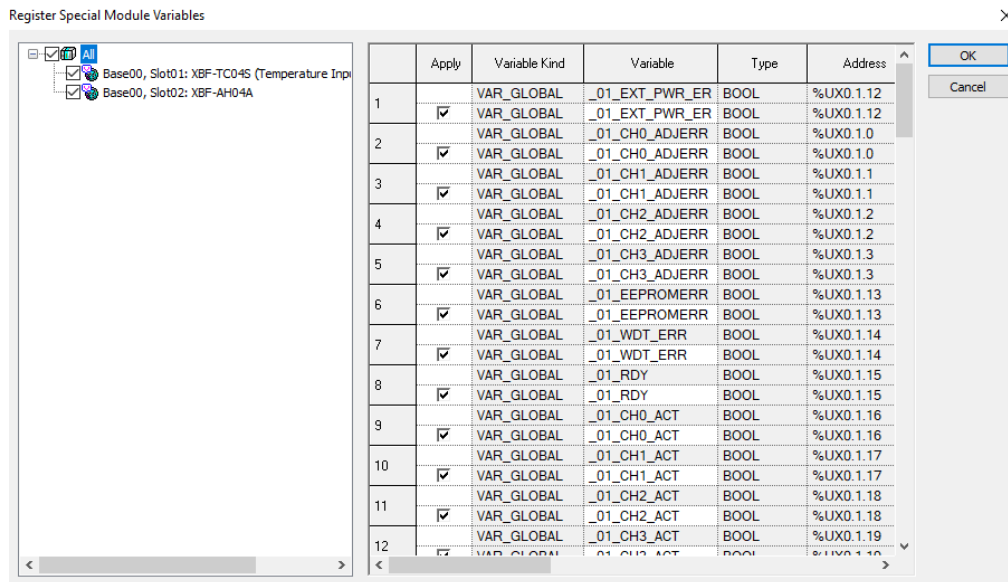 Register Special Module Variables
All
Base00, Slot01: XBF-TC04S (Temperature Inpu
Base00, Slot02: XBF-AH04A
Apply Variable Kind Variable Type Address
1 VAR_GLOBAL _01_EXT_PWR_ER BOOL %UX0.1.12
VAR_GLOBAL _01_EXT_PWR_ER BOOL %UX0.1.12
2 VAR_GLOBAL _01_CH0_ADJERR BOOL %UX0.1.0
VAR_GLOBAL _01_CH0_ADJERR BOOL %UX0.1.0
3 VAR_GLOBAL _01_CH1_ADJERR BOOL %UX0.1.1
VAR_GLOBAL _01_CH1_ADJERR BOOL %UX0.1.1
4 VAR_GLOBAL _01_CH2_ADJERR BOOL %UX0.1.2
VAR_GLOBAL _01_CH2_ADJERR BOOL %UX0.1.2
5 VAR_GLOBAL _01_CH3_ADJERR BOOL %UX0.1.3
VAR_GLOBAL _01_CH3_ADJERR BOOL %UX0.1.3
6 VAR_GLOBAL _01_EEPROMERR BOOL %UX0.1.13
VAR_GLOBAL _01_EEPROMERR BOOL %UX0.1.13
7 VAR_GLOBAL _01_WDT_ERR BOOL %UX0.1.14
VAR_GLOBAL _01_WDT_ERR BOOL %UX0.1.14
8 VAR_GLOBAL _01_RDY BOOL %UX0.1.15
VAR_GLOBAL _01_RDY BOOL %UX0.1.15
9 VAR_GLOBAL _01_CH0_ACT BOOL %UX0.1.16
VAR_GLOBAL _01_CH0_ACT BOOL %UX0.1.16
10 VAR_GLOBAL _01_CH1_ACT BOOL %UX0.1.17
VAR_GLOBAL _01_CH1_ACT BOOL %UX0.1.17
11 VAR_GLOBAL _01_CH2_ACT BOOL %UX0.1.18
VAR_GLOBAL _01_CH2_ACT BOOL %UX0.1.18
12 VAR_GLOBAL _01_CH3_ACT BOOL %UX0.1.19
VAR_GLOBAL _01_CH3_ACT BOOL %UX0.1.19
OK
Cancel